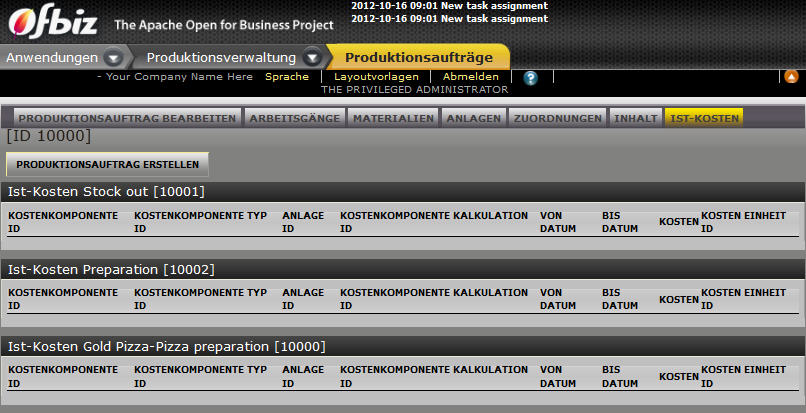 2012-10-16 09:01 New task assignment
2012-10-16 09:01 New task assignment
Ofbiz The Apache Open for Business Project
Anwendungen Produktionsverwaltung Produktionsaufträge
- Your Company Name Here Sprache Layoutvorlagen Abmelden ?
THE PRIVILEGED ADMINISTRATOR
PRODUKTIONSAUFTRAG BEARBEITEN ARBEITSGÄNGE MATERIALIEN ANLAGEN ZUORDNUNGEN INHALT IST-KOSTEN
[ID 10000]
PRODUKTIONSAUFTRAG ERSTELLEN
Ist-Kosten Stock out [10001]
KOSTENKOMPONENTE KOSTENKOMPONENTE TYP ANLAGE KOSTENKOMPONENTE KALKULATION VON BIS KOSTEN KOSTEN EINHEIT
ID ID ID ID DATUM DATUM ID
Ist-Kosten Preparation [10002]
KOSTENKOMPONENTE KOSTENKOMPONENTE TYP ANLAGE KOSTENKOMPONENTE KALKULATION VON BIS KOSTEN KOSTEN EINHEIT
ID ID ID ID DATUM DATUM ID
Ist-Kosten Gold Pizza-Pizza preparation [10000]
KOSTENKOMPONENTE KOSTENKOMPONENTE TYP ANLAGE KOSTENKOMPONENTE KALKULATION VON BIS KOSTEN KOSTEN EINHEIT
ID ID ID ID DATUM DATUM ID